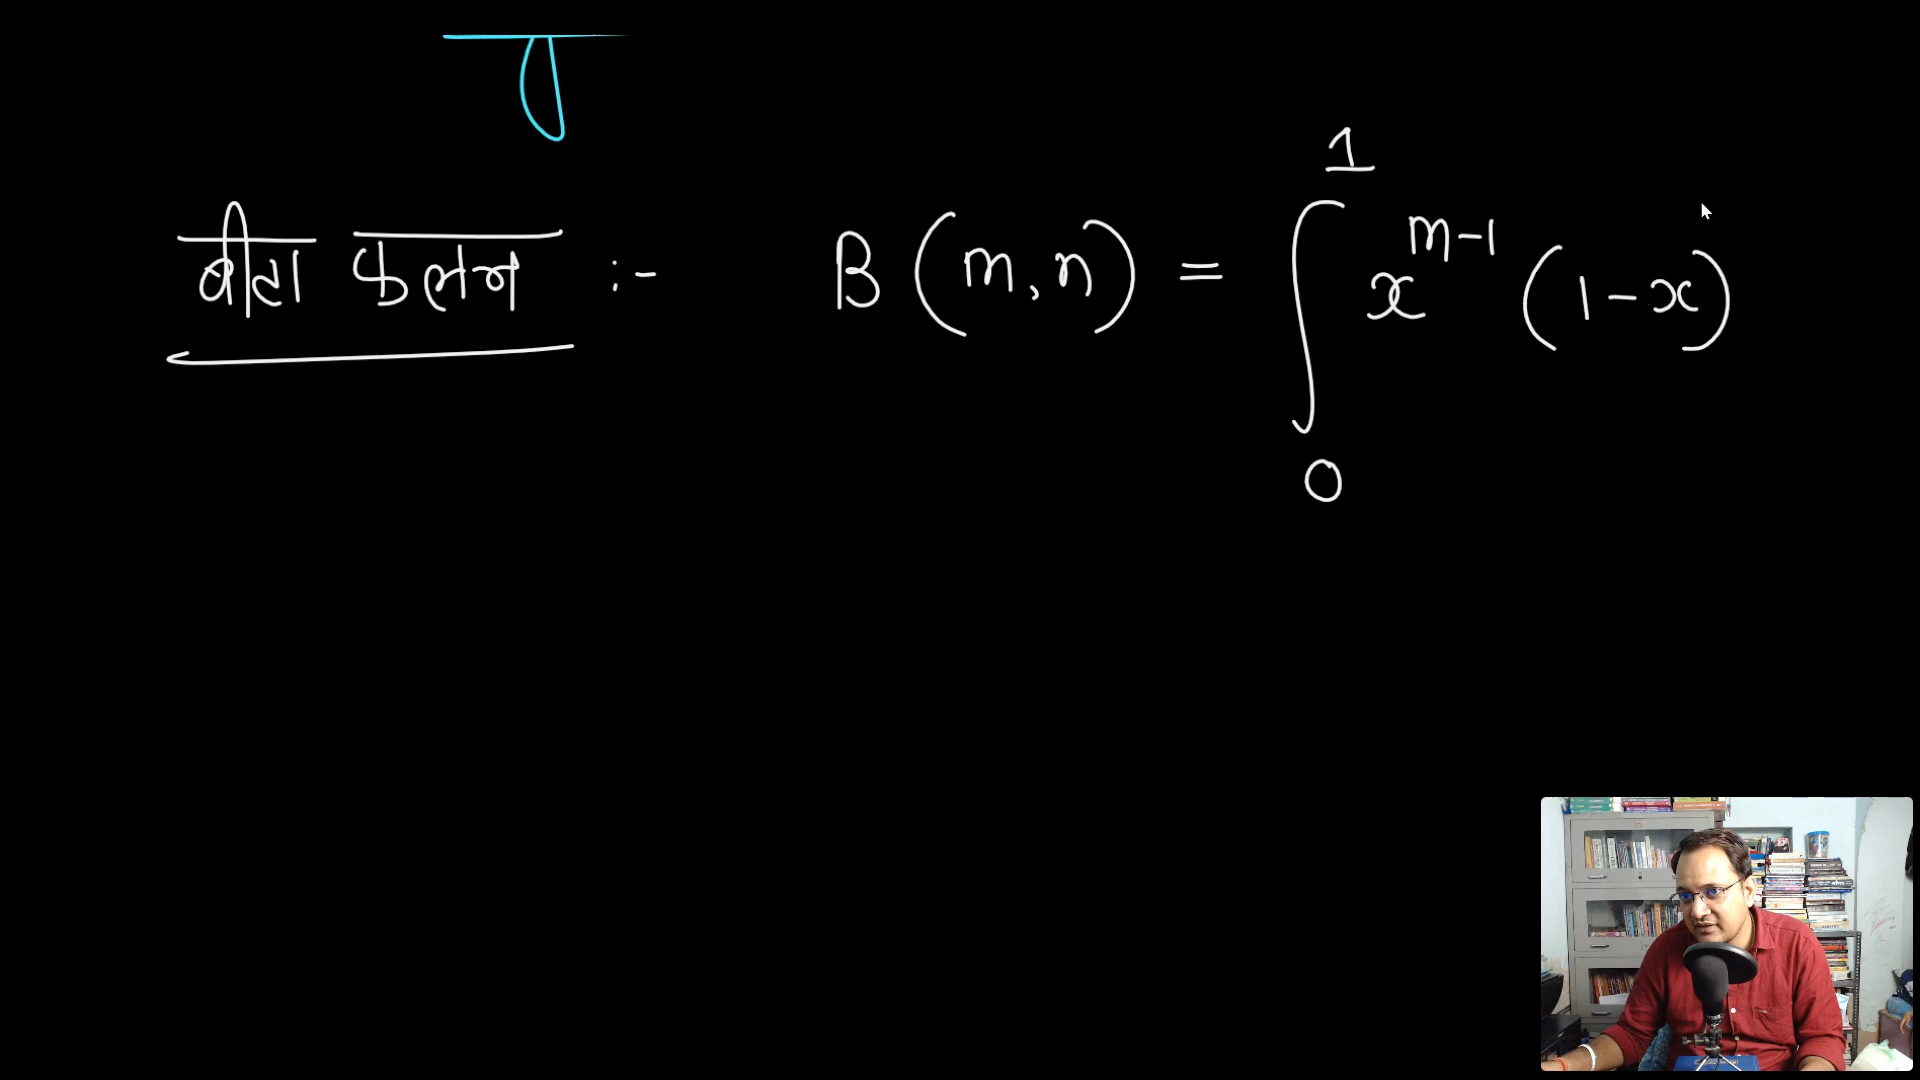 बीटा फलन :- B(m,n) = ∫₀¹ x^{m-1} (1-x)